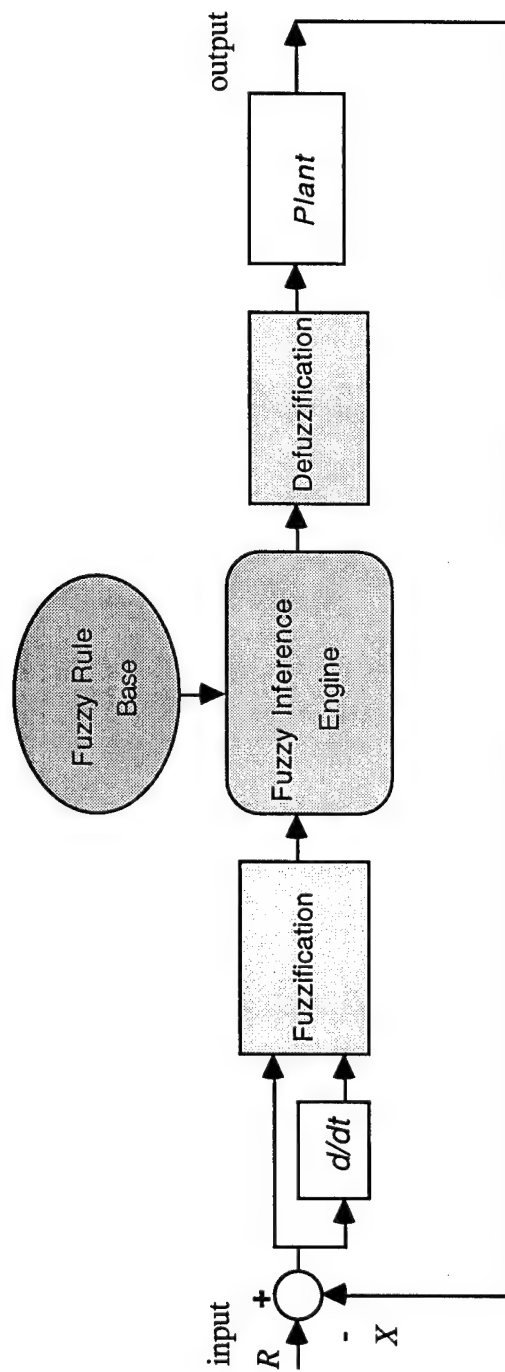 input
R
+
-
X
d/dt
Fuzzification
Fuzzy Rule
Base
Fuzzy Inference
Engine
Defuzzification
Plant
output